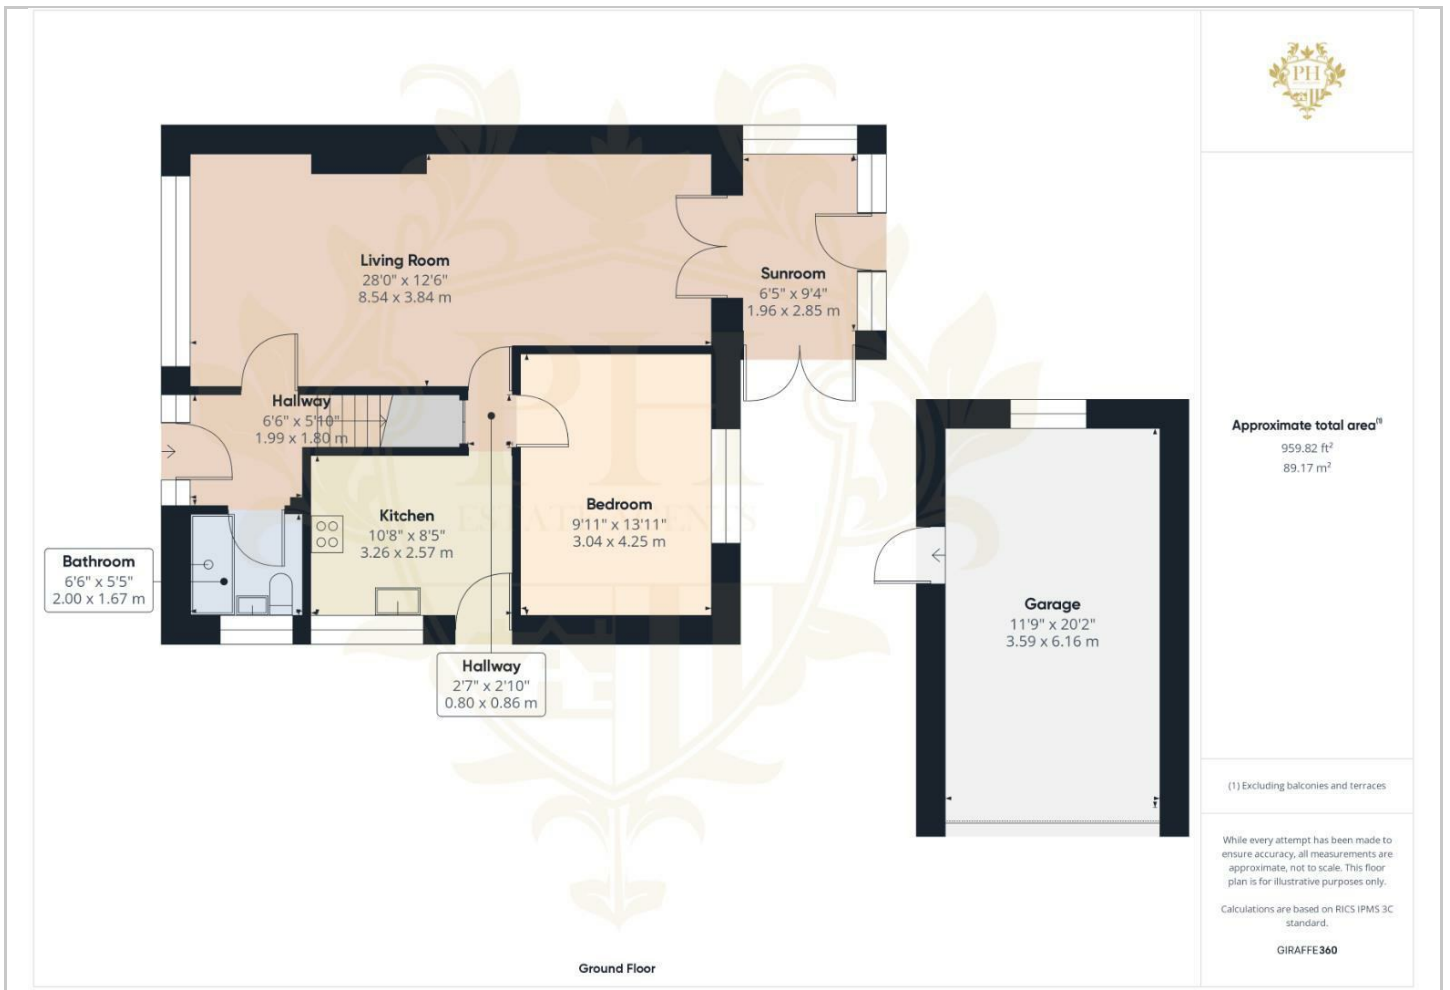 PH
Living Room
28'0" x 12'6"
8.54 x 3.84 m
Sunroom
6'5" x 9'4"
1.96 x 2.85 m
Hallway
6'6" x 5'10"
1.99 x 1.80 m
Kitchen
10'8" x 8'5"
3.26 x 2.57 m
Bedroom
9'11" x 13'11"
3.04 x 4.25 m
Bathroom
6'6" x 5'5"
2.00 x 1.67 m
Hallway
2'7" x 2'10"
0.80 x 0.86 m
Garage
11'9" x 20'2"
3.59 x 6.16 m
PH
ESTATE AGENTS
Ground Floor
Approximate total area⁽¹⁾
959.82 ft²
89.17 m²
(1) Excluding balconies and terraces
While every attempt has been made to
ensure accuracy, all measurements are
approximate, not to scale. This floor
plan is for illustrative purposes only.
Calculations are based on RICS IPMS 3C
standard.
GIRAFFE360